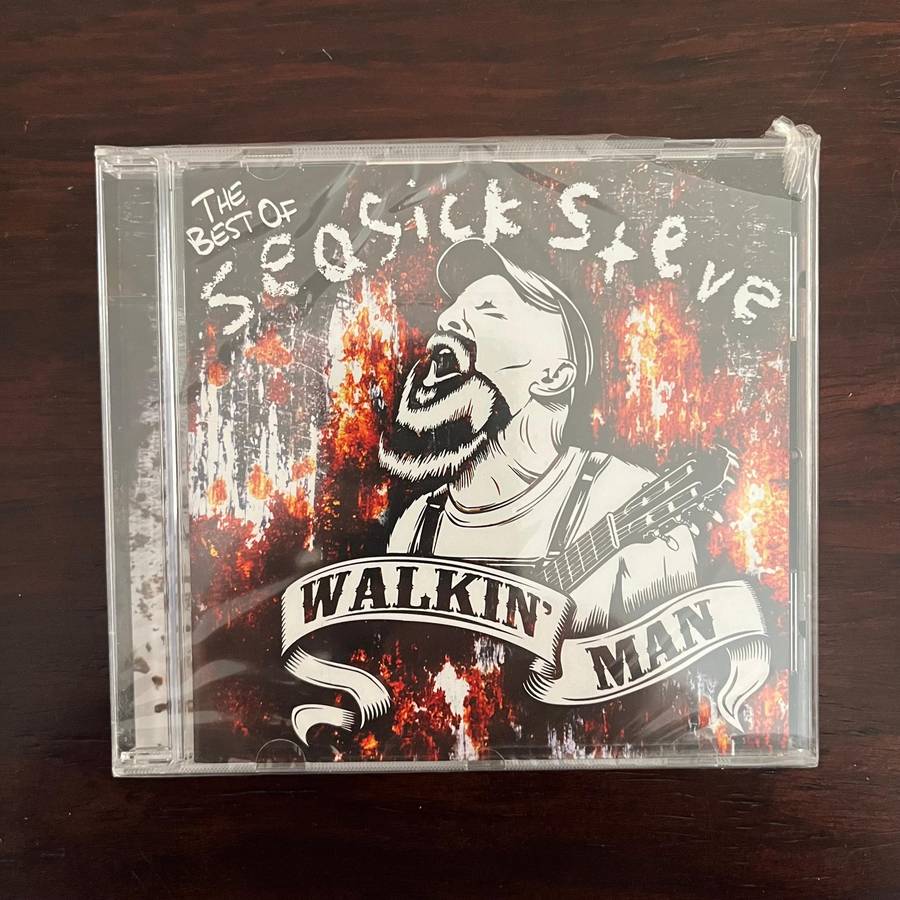 THE
BEST OF
SEaSiCK STeVe
WALKIN'
MAN